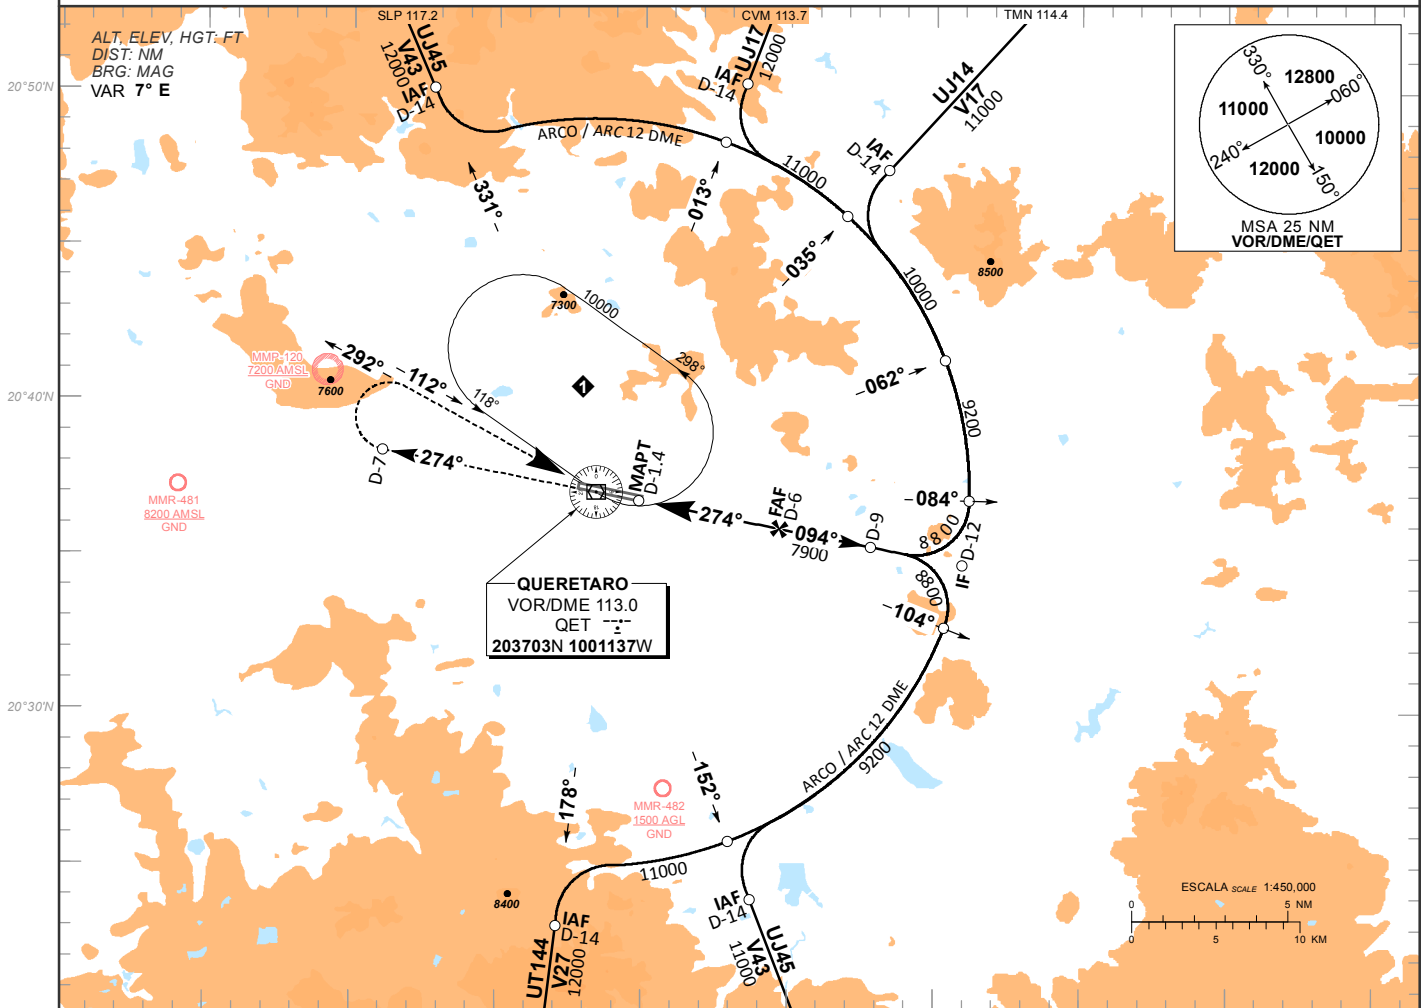 SLP 117.2
CVM 113.7
TMN 114.4
ALT, ELEV, HGT: FT
DIST: NM
BRG: MAG
VAR 7° E
20°50'N
20°40'N
20°30'N
UJ45
V43
12000
IAF
D-14
UJ17
12000
IAF
D-14
UJ14
V17
11000
IAF
D-14
330°
12800
060°
11000
10000
240°
12000
150°
MSA 25 NM
VOR/DME/QET
ARCO / ARC 12 DME
11000
331°
013°
035°
8500
10000
7300
10000
298°
118°
1
MMP-120
7200 AMSL
GND
7600
292°
112°
062°
9200
D-7
274°
MAPT
D-1.4
MMR-481
8200 AMSL
GND
274°
FAF
D-6
094°
7900
D-9
084°
8800
IF
D-12
8800
104°
QUERETARO
VOR/DME 113.0
QET
203703N 1001137W
ARCO / ARC 12 DME
9200
178°
152°
MMR-482
1500 AGL
GND
11000
8400
IAF
D-14
UT144
V27
12000
IAF
D-14
UJ45
V43
11000
ESCALA SCALE 1:450,000
0 5 NM
0 5 10 KM